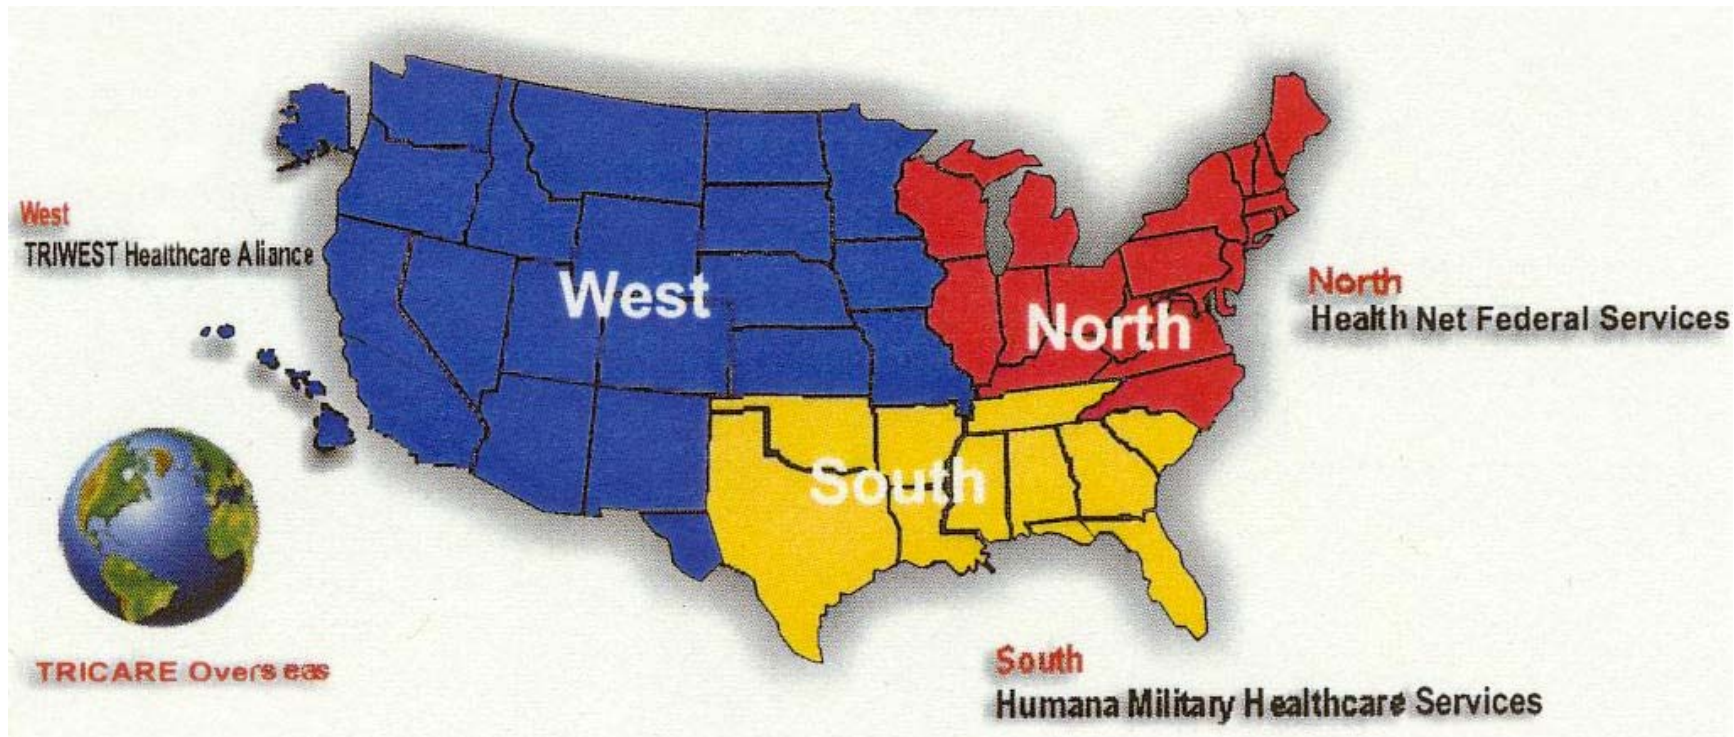 West
TRIWEST Healthcare Aliance
West
North
North
Health Net Federal Services
South
TRICARE Overseas
South
Humana Military Healthcare Services